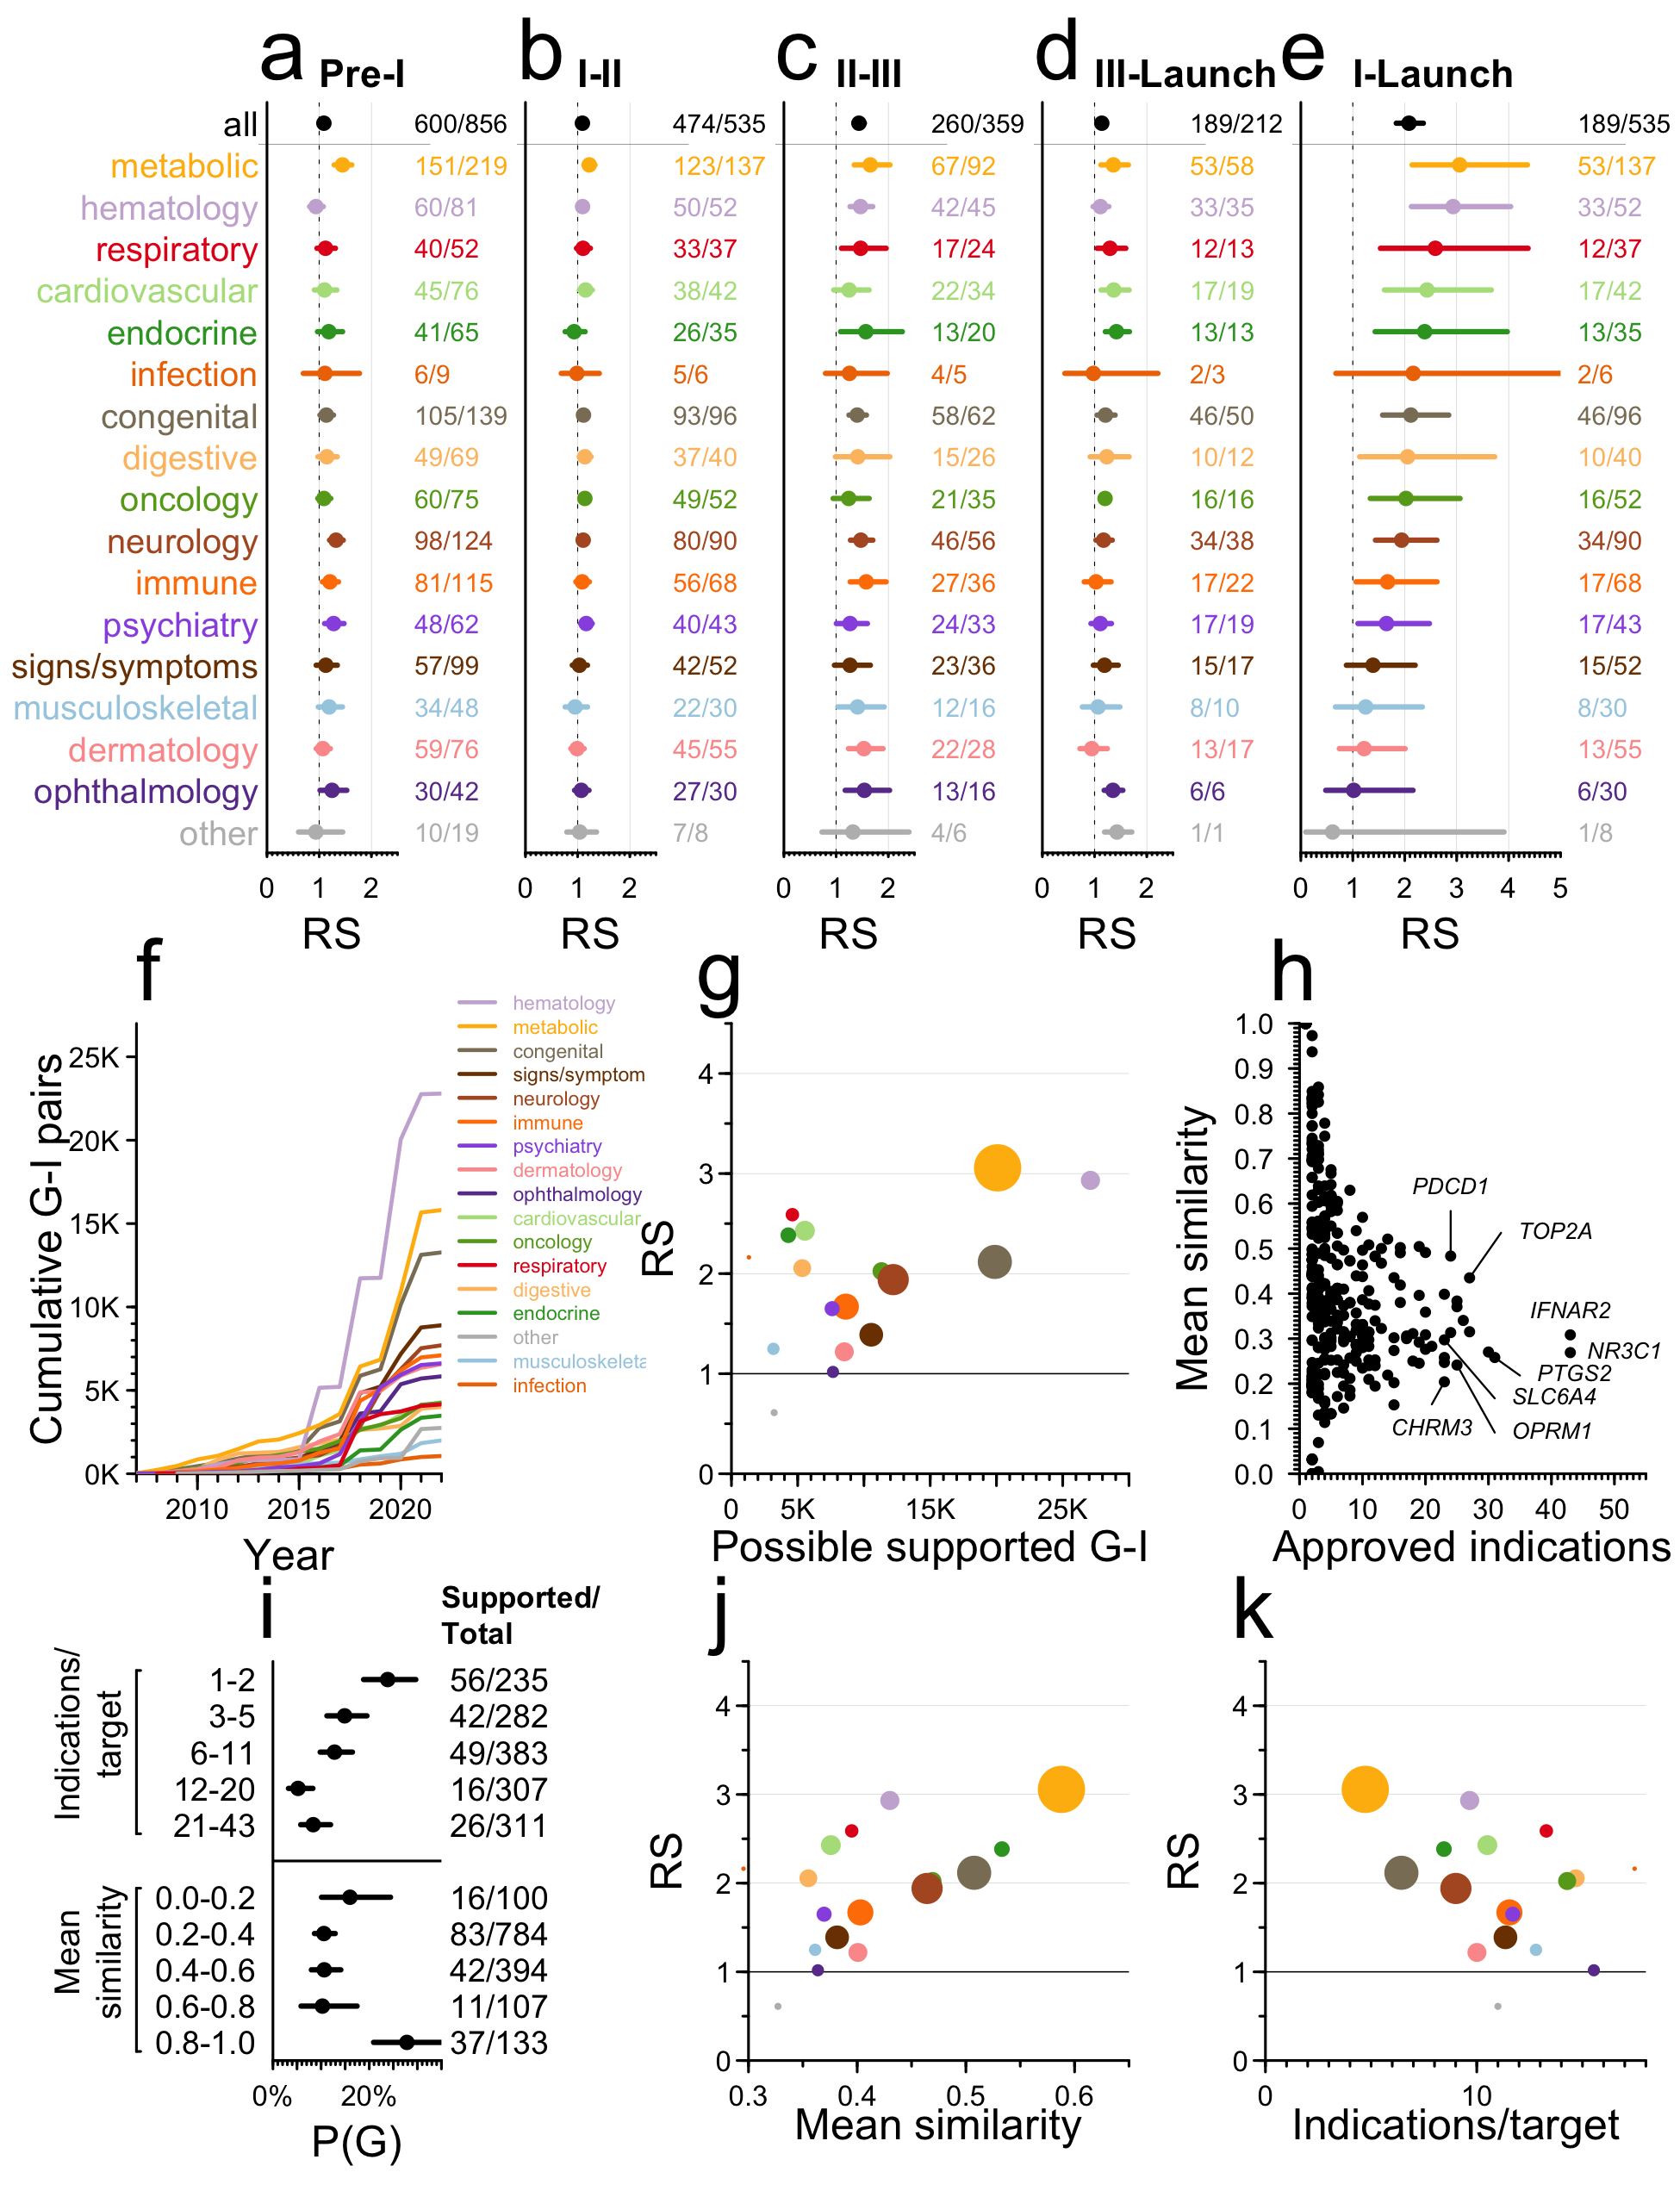 a Pre-I b I-II c II-III d III-Launch e I-Launch
all 600/856 474/535 260/359 189/212 189/535
metabolic 151/219 123/137 67/92 53/58 53/137
hematology 60/81 50/52 42/45 33/35 33/52
respiratory 40/52 33/37 17/24 12/13 12/37
cardiovascular 45/76 38/42 22/34 17/19 17/42
endocrine 41/65 26/35 13/20 13/13 13/35
infection 6/9 5/6 4/5 2/3 2/6
congenital 105/139 93/96 58/62 46/50 46/96
digestive 49/69 37/40 15/26 10/12 10/40
oncology 60/75 49/52 21/35 16/16 16/52
neurology 98/124 80/90 46/56 34/38 34/90
immune 81/115 56/68 27/36 17/22 17/68
psychiatry 48/62 40/43 24/33 17/19 17/43
signs/symptoms 57/99 42/52 23/36 15/17 15/52
musculoskeletal 34/48 22/30 12/16 8/10 8/30
dermatology 59/76 45/55 22/28 13/17 13/55
ophthalmology 30/42 27/30 13/16 6/6 6/30
other 10/19 7/8 4/6 1/1 1/8
0 1 2 0 1 2 0 1 2 0 1 2 0 1 2 3 4 5
RS RS RS RS RS
f
Cumulative G-I pairs
25K
20K
15K
10K
5K
0K
2010 2015 2020
Year
hematology
metabolic
congenital
signs/symptom
neurology
immune
psychiatry
dermatology
ophthalmology
cardiovascular
oncology
respiratory
digestive
endocrine
other
musculoskeleta
infection
g
RS
4
3
2
1
0
0 5K 15K 25K
Possible supported G-I
h
Mean similarity
1.0
0.9
0.8
0.7
0.6
0.5
0.4
0.3
0.2
0.1
0.0
PDCD1
TOP2A
IFNAR2
NR3C1
PTGS2
SLC6A4
CHRM3
OPRM1
0 10 20 30 40 50
Approved indications
i
Supported/
Total
Indications/
target
1-2 56/235
3-5 42/282
6-11 49/383
12-20 16/307
21-43 26/311
Mean
similarity
0.0-0.2 16/100
0.2-0.4 83/784
0.4-0.6 42/394
0.6-0.8 11/107
0.8-1.0 37/133
0% 20%
P(G)
j
RS
4
3
2
1
0
0.3 0.4 0.5 0.6
Mean similarity
k
RS
4
3
2
1
0
0 10
Indications/target